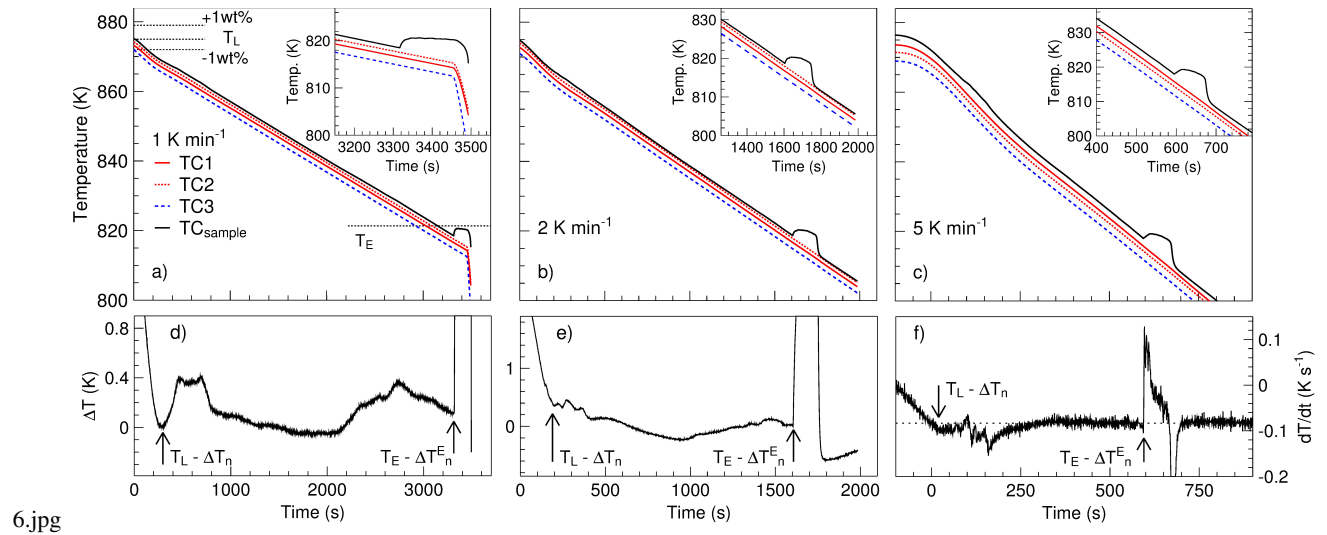 880
860
840
820
800
Temperature (K)
+1wt%
T_L
-1wt%
1 K min⁻¹
TC1
TC2
TC3
TC_sample
T_E
a)
820
815
810
805
800
Temp. (K)
3200 3300 3400 3500
Time (s)
2 K min⁻¹
b)
830
820
810
800
Temp. (K)
1400 1600 1800 2000
Time (s)
5 K min⁻¹
c)
830
820
810
800
Temp. (K)
400 500 600 700
Time (s)
d)
0.8
0.4
0
ΔT (K)
T_L - ΔT_n
T_E - ΔT^E_n
0 1000 2000 3000
Time (s)
e)
1
0
T_L - ΔT_n
T_E - ΔT^E_n
0 500 1000 1500 2000
Time (s)
f)
T_L - ΔT_n
T_E - ΔT^E_n
0.1
0
-0.1
-0.2
dT/dt (K s⁻¹)
0 250 500 750
Time (s)
6.jpg